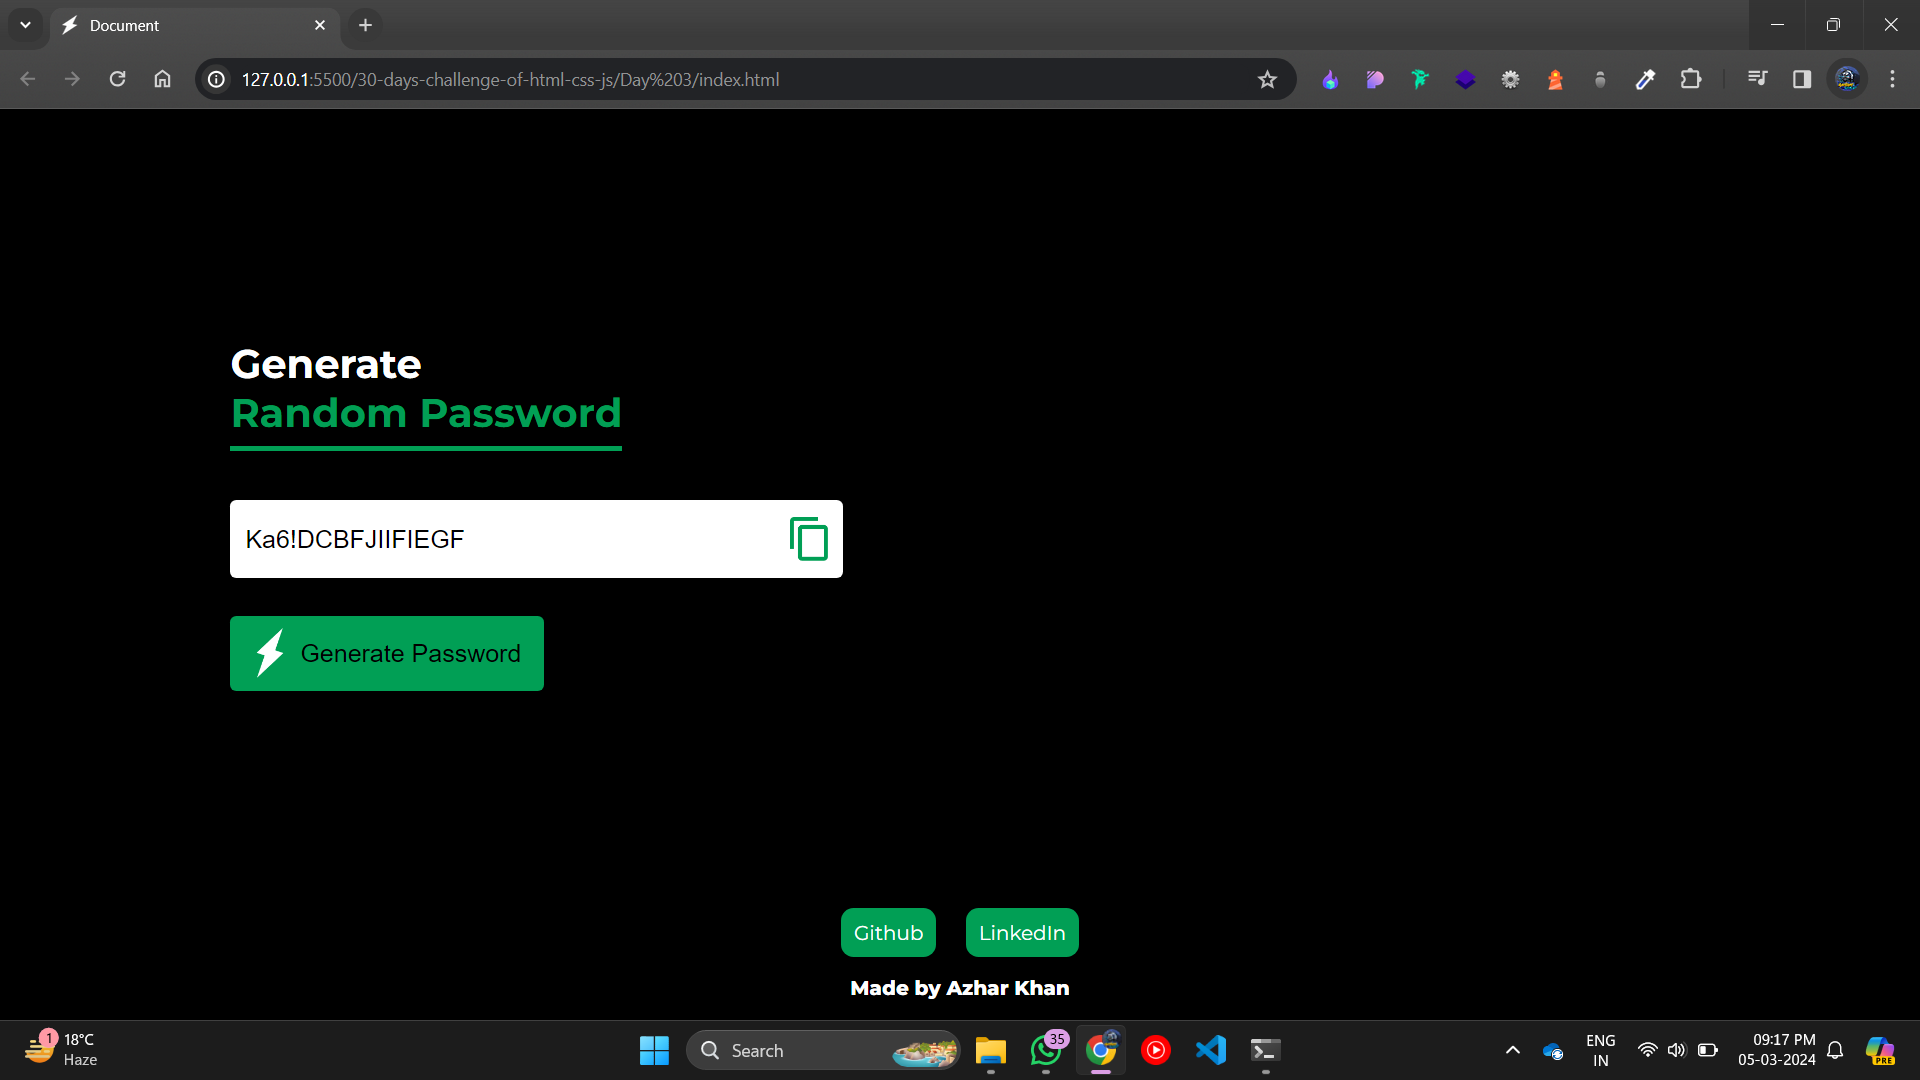 Document
127.0.0.1:5500/30-days-challenge-of-html-css-js/Day%203/index.html
Generate
Random Password
Ka6!DCBFJIIFIEGF
Generate Password
Github
LinkedIn
Made by Azhar Khan
1
18°C
Haze
Search
35
ENG
IN
09:17 PM
05-03-2024
PRE